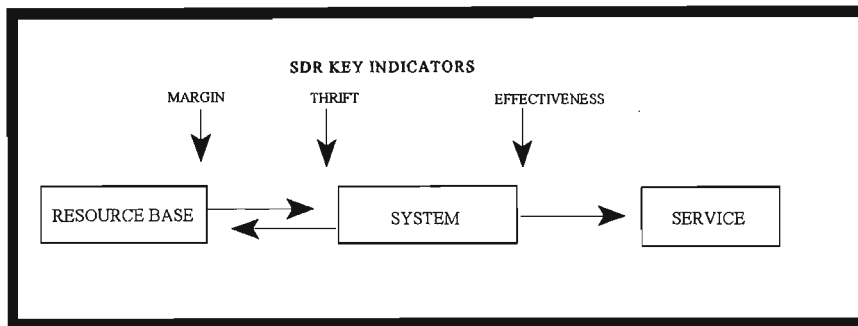 SDR KEY INDICATORS
MARGIN THRIFT EFFECTIVENESS
RESOURCE BASE SYSTEM SERVICE